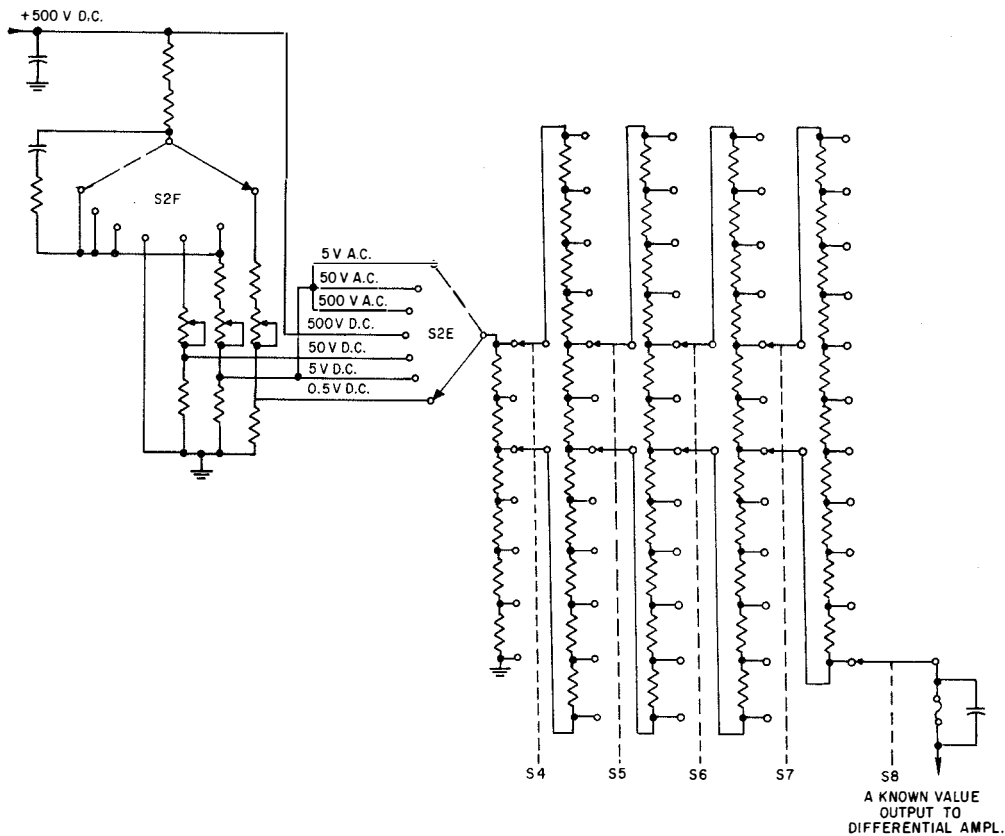 +500 V D.C.
S2F
5 V A.C.
50 V A.C.
500 V A.C.
500 V D.C.
S2E
50 V D.C.
5 V D.C.
0.5 V D.C.
S4
S5
S6
S7
S8
A KNOWN VALUE
OUTPUT TO
DIFFERENTIAL AMPL.